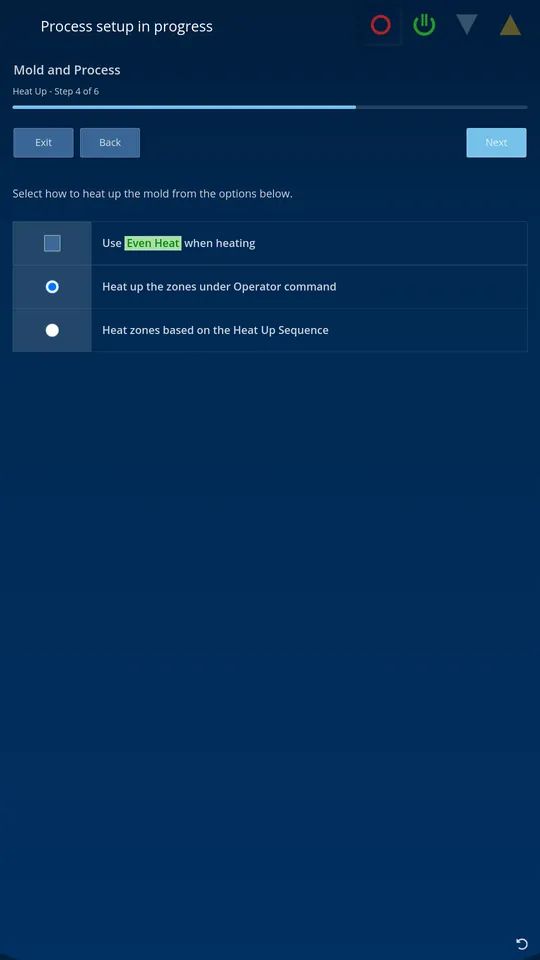 Process setup in progress
Mold and Process
Heat Up - Step 4 of 6
Exit
Back
Next
Select how to heat up the mold from the options below.
Use Even Heat when heating
Heat up the zones under Operator command
Heat zones based on the Heat Up Sequence